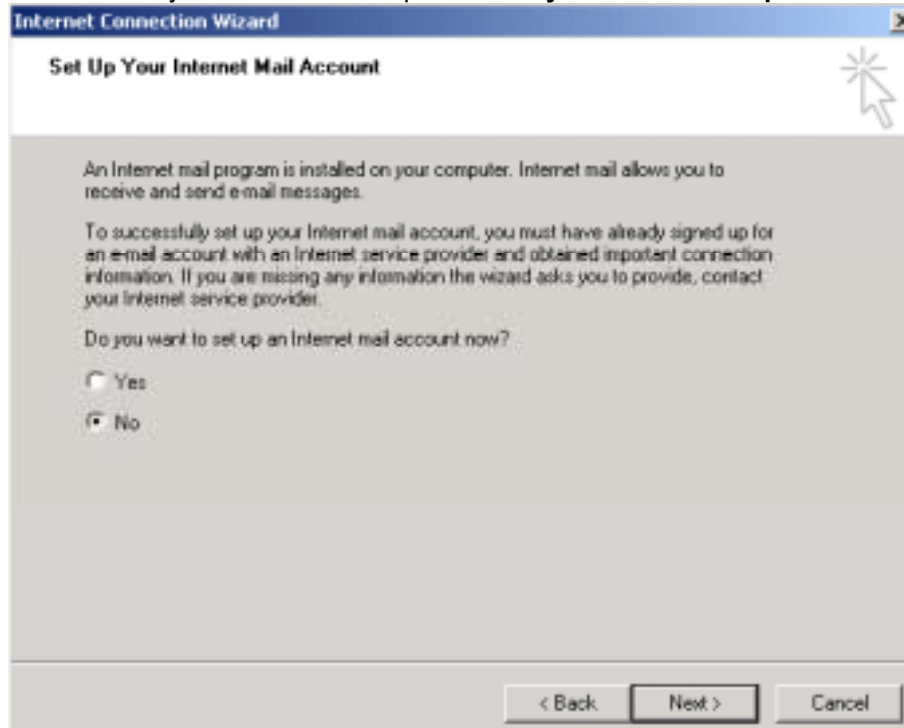 Internet Connection Wizard
Set Up Your Internet Mail Account
An Internet mail program is installed on your computer. Internet mail allows you to
receive and send e-mail messages.
To successfully set up your Internet mail account, you must have already signed up for
an e-mail account with an Internet service provider and obtained important connection
information. If you are missing any information the wizard asks you to provide, contact
your Internet service provider.
Do you want to set up an Internet mail account now?
Yes
No
< Back Next > Cancel